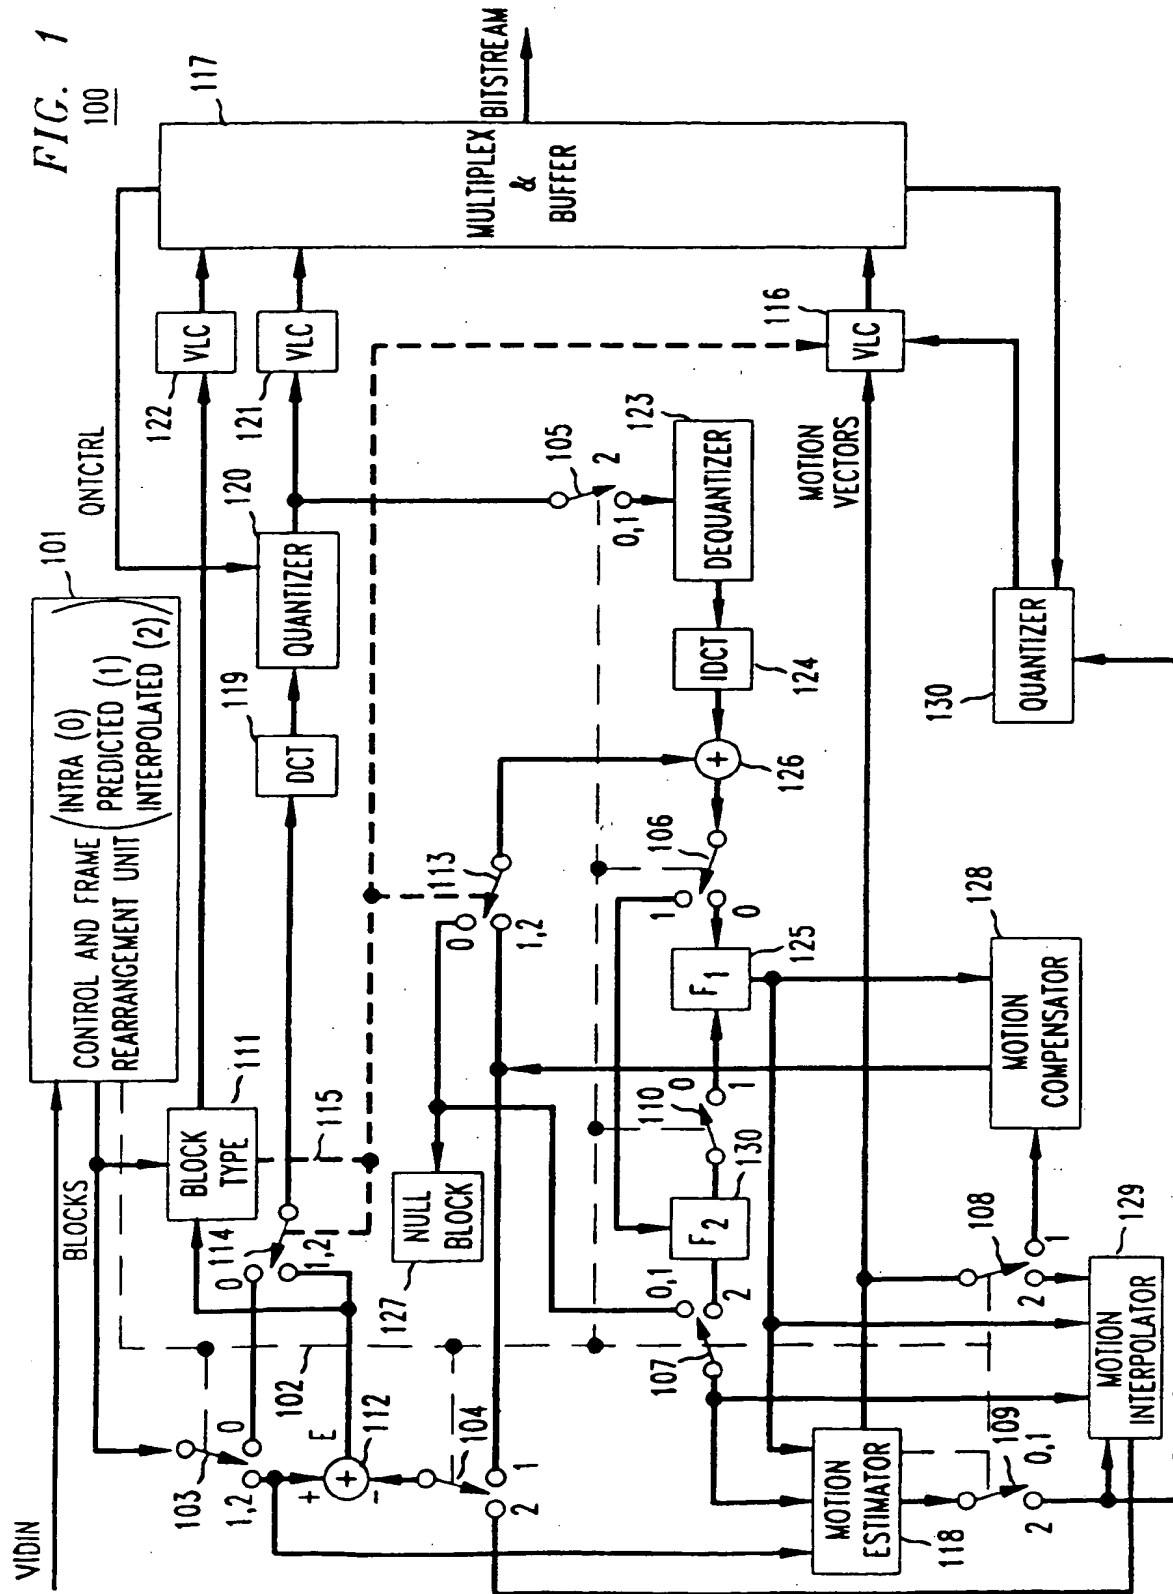 FIG. 1
100
VIDIN
101
CONTROL AND FRAME
REARRANGEMENT UNIT
(INTRA (0)
PREDICTED (1)
INTERPOLATED (2))
QNTCTRL
117
MULTIPLEX
&
BUFFER
BITSTREAM
BLOCKS
BLOCK
TYPE
111
122
VLC
121
VLC
103
0
1,2
0
114
1,2
115
DCT
119
QUANTIZER
120
102
E
+
+
-
112
104
1
2
NULL
BLOCK
127
0
113
1,2
105
2
0,1
123
DEQUANTIZER
IDCT
124
+
126
106
1
0
F1
125
0
110
1
F2
130
0,1
107
2
MOTION
VECTORS
116
VLC
MOTION
ESTIMATOR
118
109
0,1
2
108
1
2
MOTION
COMPENSATOR
128
MOTION
INTERPOLATOR
129
130
QUANTIZER